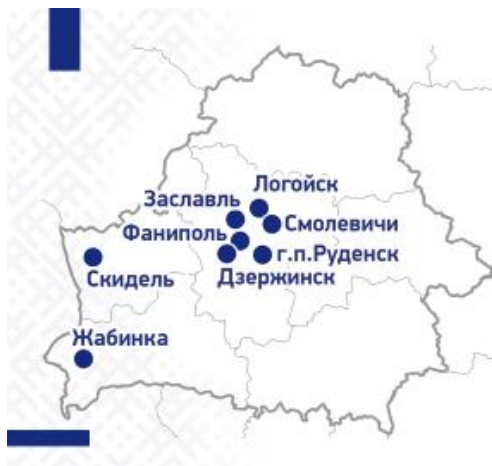 Логойск
Заславль
Смолевичи
Фаниполь
г.п.Руденск
Дзержинск
Скидель
Жабинка